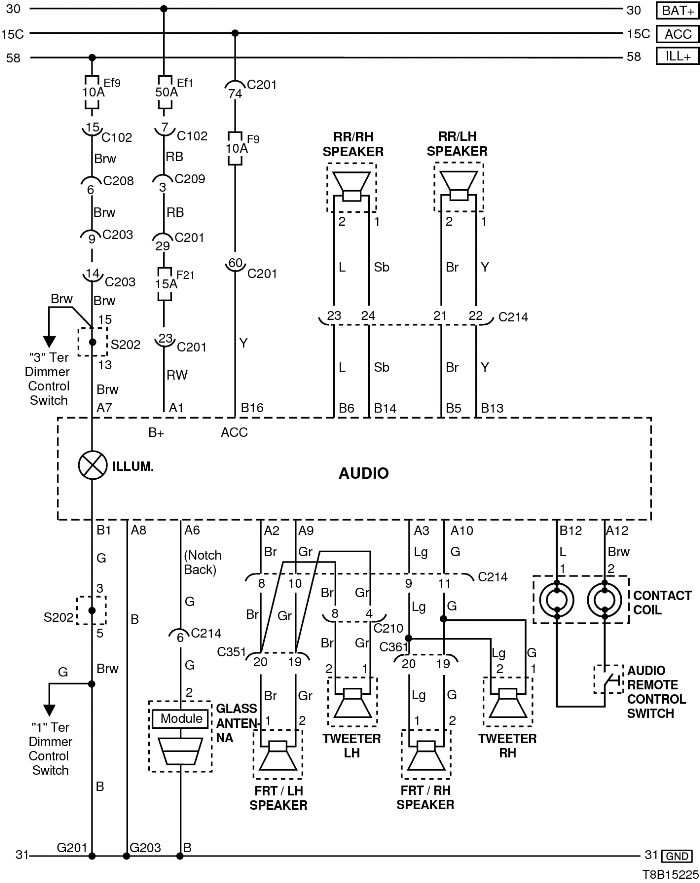 30 30 BAT+
15C 15C ACC
58 58 ILL+
Ef9 Ef1 C201
10A 50A 74
15 C102 7 C102 F9
10A
RR/RH SPEAKER
RR/LH SPEAKER
Brw RB
6 C208 3 C209
2 1 2 1
Brw RB
9 C203 29 C201 60 C201
L Sb Br Y
14 C203 15A F21
Brw Brw
15
23 24 21 22 C214
S202 23 C201 Y
"3" Ter
Dimmer
Control
Switch
13
RW L Sb Br Y
Brw
A7 A1 B16 B6 B14 B5 B13
B+ ACC
ILLUM. AUDIO
B1 A8 A6 A2 A9 A3 A10 B12 A12
G (Notch
Back)
Br Gr Lg G L Brw
1 2
3 G 8 10 9 11 C214
CONTACT
COIL
S202 B Br Gr Br Gr Lg G
8 4
5 6 C214 C210
C351 C361
20 19 20 19
G Brw G Br Gr Lg G
2 2 1 2 1
Br Gr Lg G
AUDIO
REMOTE
CONTROL
SWITCH
Module GLASS
ANTEN-
NA
1 2 1 2
"1" Ter
Dimmer
Control
Switch
TWEETER
LH
TWEETER
RH
B
FRT / LH
SPEAKER
FRT / RH
SPEAKER
31 G201 G203 B 31 GND
T8B15225